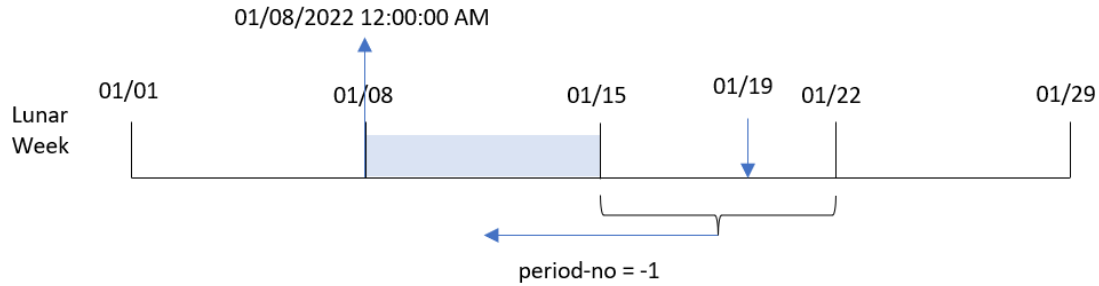 01/08/2022 12:00:00 AM
01/01
01/08
01/15
01/19
01/22
01/29
Lunar
Week
period-no = -1